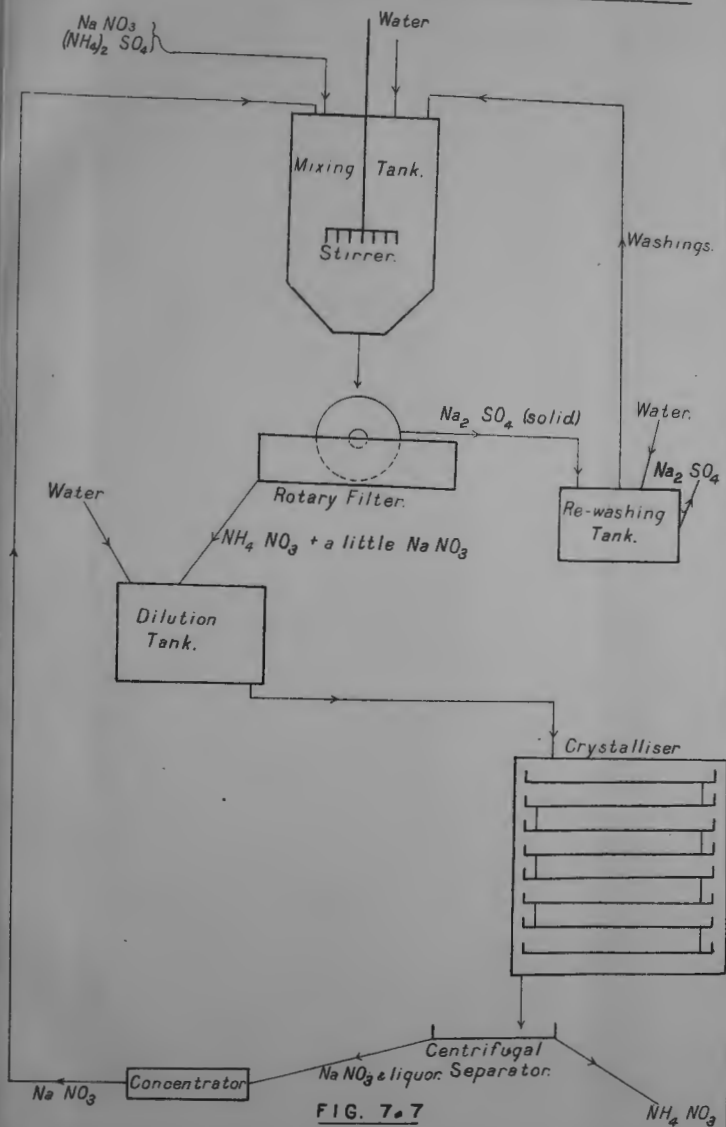 Na NO₃
(NH₄)₂ SO₄
Water
Mixing Tank.
Stirrer.
Washings.
Na₂ SO₄ (solid)
Water.
Na₂ SO₄
Re-washing
Tank.
Rotary Filter.
Water
NH₄ NO₃ + a little Na NO₃
Dilution
Tank.
Crystalliser
Centrifugal
Separator.
Na NO₃ & liquor.
Concentrator
Na NO₃
NH₄ NO₃
FIG. 7.7